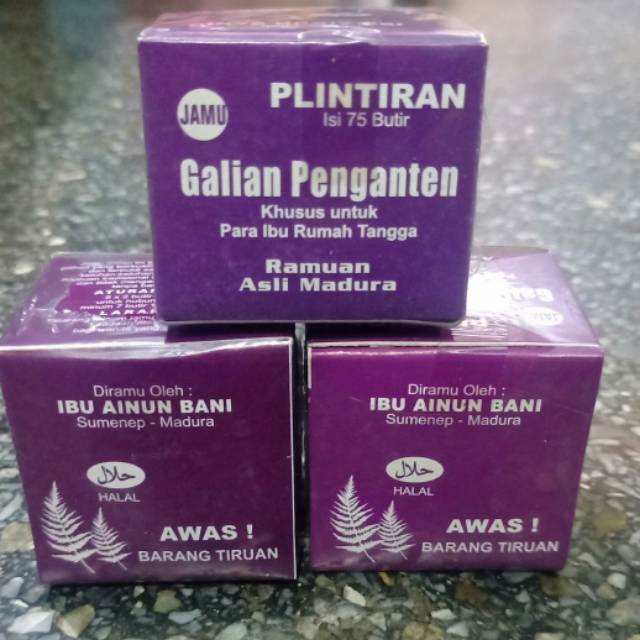 JAMU
PLINTIRAN
Isi 75 Butir
Galian Penganten
Khusus untuk
Para Ibu Rumah Tangga
Ramuan
Asli Madura
Diramu Oleh :
IBU AINUN BANI
Sumenep - Madura
حلال
HALAL
AWAS !
BARANG TIRUAN
Diramu Oleh :
IBU AINUN BANI
Sumenep - Madura
حلال
HALAL
AWAS !
BARANG TIRUAN